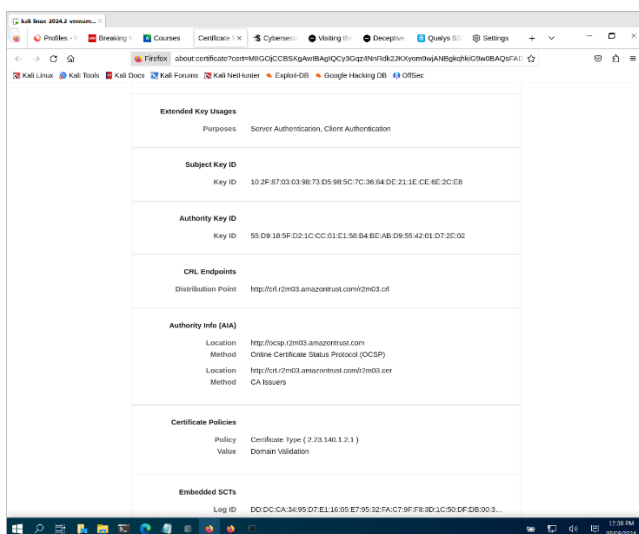 kali-linux-2024.2-vmware...
Profiles - Breaking Courses Certificate Cybersecu Visiting Deceptive Qualys Settings
Firefox about:certificate?cert=
Kali Linux Kali Tools Kali Docs Kali Forums Kali NetHunter Exploit-DB Google Hacking DB OffSec
Extended Key Usages
Purposes Server Authentication, Client Authentication
Subject Key ID
Key ID 10:2F:87:03:03:98:73:D5:98:5C:7C:36:64:DE:21:1E:CE:6E:2C:E8
Authority Key ID
Key ID 55:D9:18:5F:D2:1C:CC:01:E1:58:B4:BE:AB:D9:55:42:01:D7:2E:02
CRL Endpoints
Distribution Point http://crl.r2m03.amazontrust.com/r2m03.crl
Authority Info (AIA)
Location http://ocsp.r2m03.amazontrust.com
Method Online Certificate Status Protocol (OCSP)
Location http://crt.r2m03.amazontrust.com/r2m03.cer
Method CA Issuers
Certificate Policies
Policy Certificate Type ( 2.23.140.1.2.1 )
Value Domain Validation
Embedded SCTs
Log ID DD:DC:CA:34:95:D7:E1:16:05:E7:95:32:FA:C7:9F:F8:3D:1C:50:DF:DB:00:3...
12:38 PM